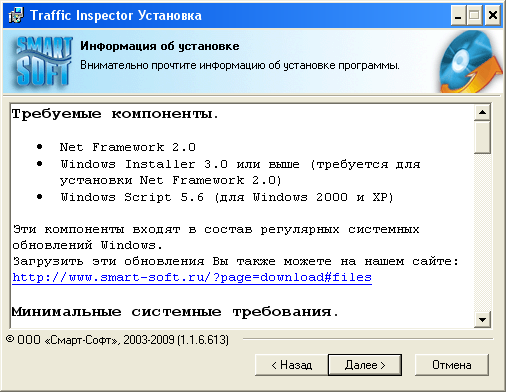 Traffic Inspector Установка
SMART
SOFT
Информация об установке
Внимательно прочтите информацию об установке программы.
Требуемые компоненты.
• Net Framework 2.0
• Windows Installer 3.0 или выше (требуется для
установки Net Framework 2.0)
• Windows Script 5.6 (для Windows 2000 и XP)
Эти компоненты входят в состав регулярных системных
обновлений Windows.
Загрузить эти обновления Вы также можете на нашем сайте:
http://www.smart-soft.ru/?page=download#files
Минимальные системные требования.
© ООО «Смарт-Софт», 2003-2009 (1.1.6.613)
< Назад
Далее >
Отмена